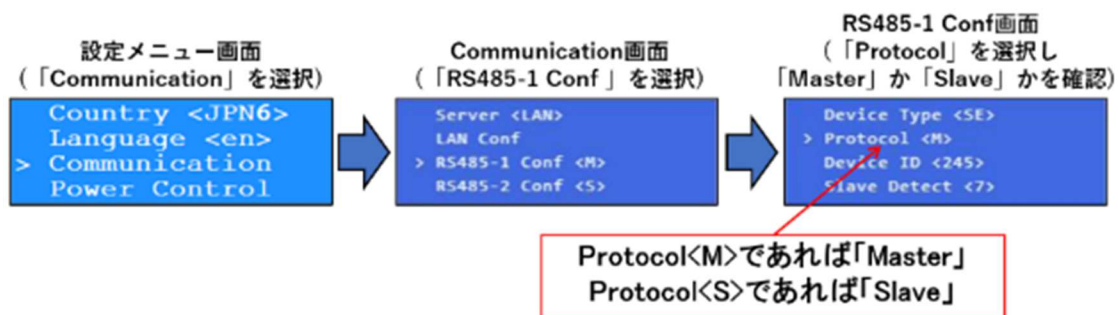 設定メニュー画面
(「Communication」を選択)
Country <JPN6>
Language <en>
> Communication
Power Control
Communication画面
(「RS485-1 Conf 」を選択)
Server <LAN>
LAN Conf
> RS485-1 Conf <M>
RS485-2 Conf <S>
RS485-1 Conf画面
(「Protocol」を選択し
「Master」か「Slave」かを確認)
Device Type <SE>
> Protocol <M>
Device ID <245>
Slave Detect <7>
Protocol<M>であれば「Master」
Protocol<S>であれば「Slave」